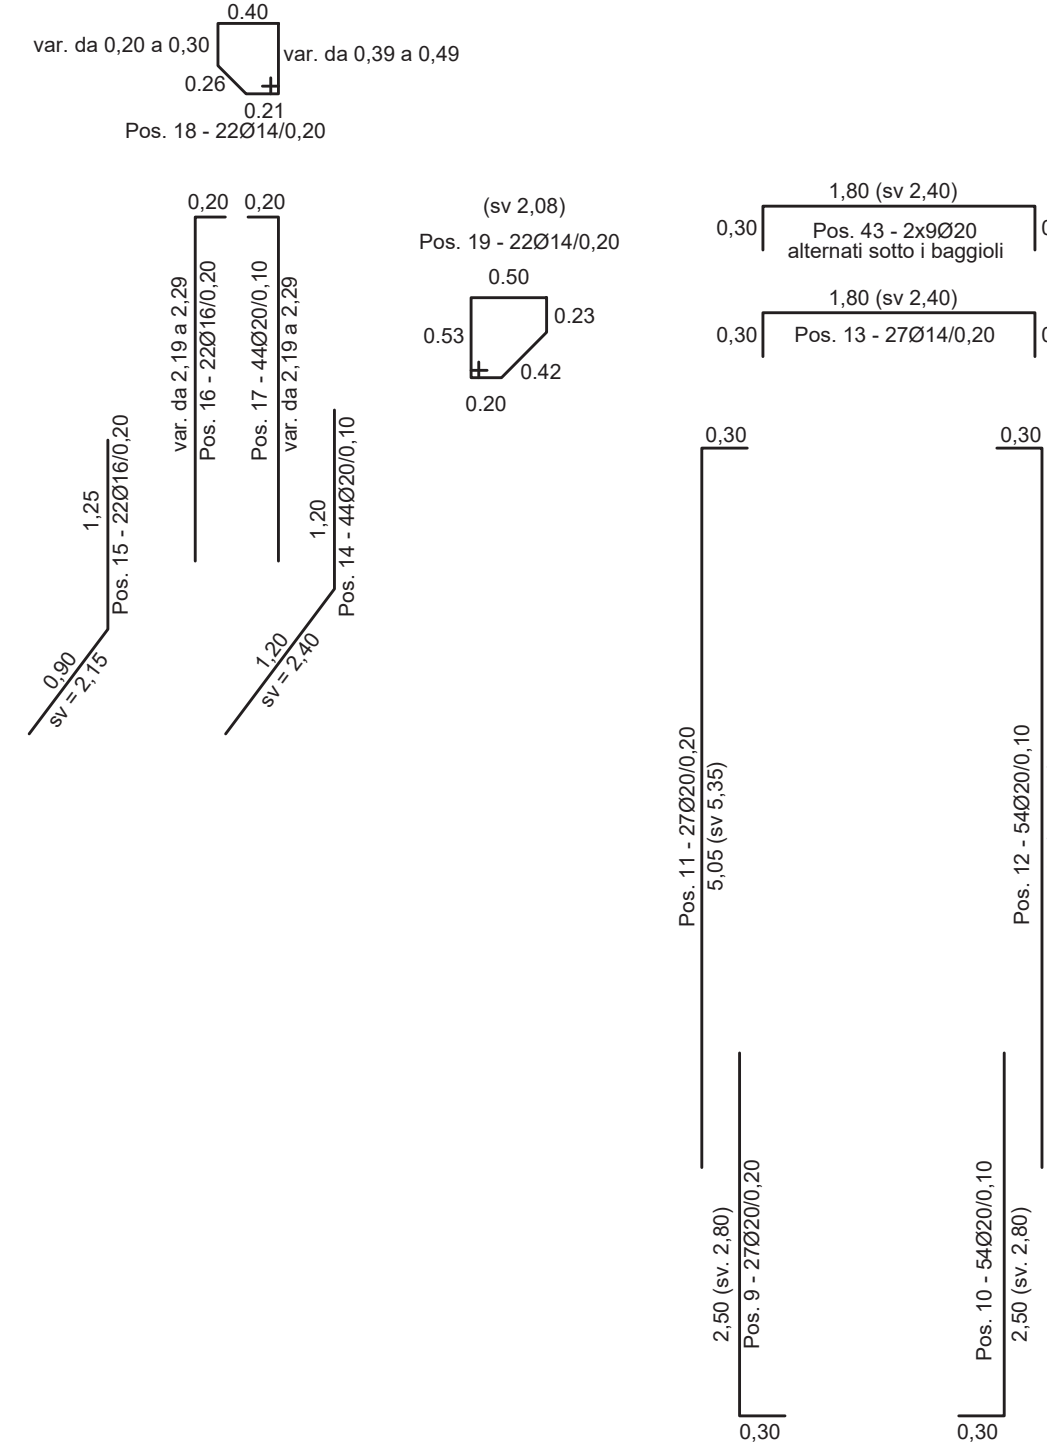 0.40
var. da 0,20 a 0,30
var. da 0,39 a 0,49
0.26
0.21
Pos. 18 - 22Ø14/0,20
0,20
0,20
var. da 2,19 a 2,29
Pos. 16 - 22Ø16/0,20
Pos. 17 - 44Ø20/0,10
var. da 2,19 a 2,29
(sv 2,08)
Pos. 19 - 22Ø14/0,20
0.50
0.53
0.23
0.42
0.20
1,80 (sv 2,40)
0,30
Pos. 43 - 2x9Ø20
alternati sotto i baggioli
1,80 (sv 2,40)
0,30
Pos. 13 - 27Ø14/0,20
1,25
Pos. 15 - 22Ø16/0,20
0,90
sv = 2,15
1,20
Pos. 14 - 44Ø20/0,10
1,20
sv = 2,40
0,30
0,30
Pos. 11 - 27Ø20/0,20
5,05 (sv 5,35)
Pos. 12 - 54Ø20/0,10
2,50 (sv. 2,80)
Pos. 9 - 27Ø20/0,20
Pos. 10 - 54Ø20/0,10
2,50 (sv. 2,80)
0,30
0,30